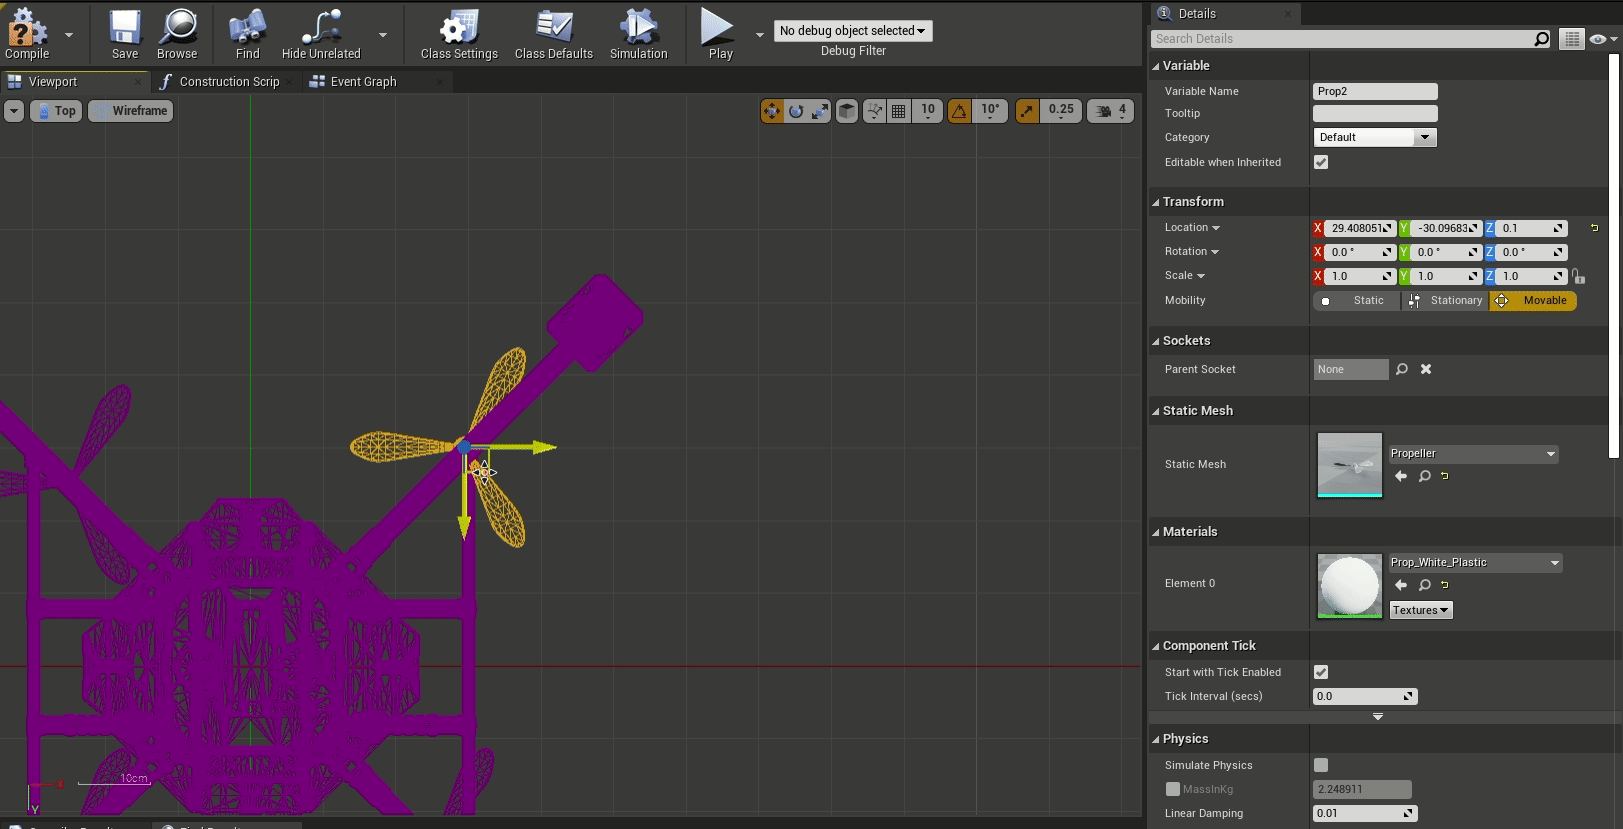 Compile
Save
Browse
Find
Hide Unrelated
Class Settings
Class Defaults
Simulation
Play
No debug object selected
Debug Filter
Viewport
Construction Scrip
Event Graph
Top
Wireframe
10
10°
0.25
4
10cm
X
Y
Details
Search Details
Variable
Variable Name Prop2
Tooltip
Category Default
Editable when Inherited
Transform
Location X 29.408051 Y -30.09683 Z 0.1
Rotation X 0.0 ° Y 0.0 ° Z 0.0 °
Scale X 1.0 Y 1.0 Z 1.0
Mobility Static Stationary Movable
Sockets
Parent Socket None
Static Mesh
Static Mesh Propeller
Materials
Element 0 Prop_White_Plastic
Textures
Component Tick
Start with Tick Enabled
Tick Interval (secs) 0.0
Physics
Simulate Physics
MassInKg 2.248911
Linear Damping 0.01